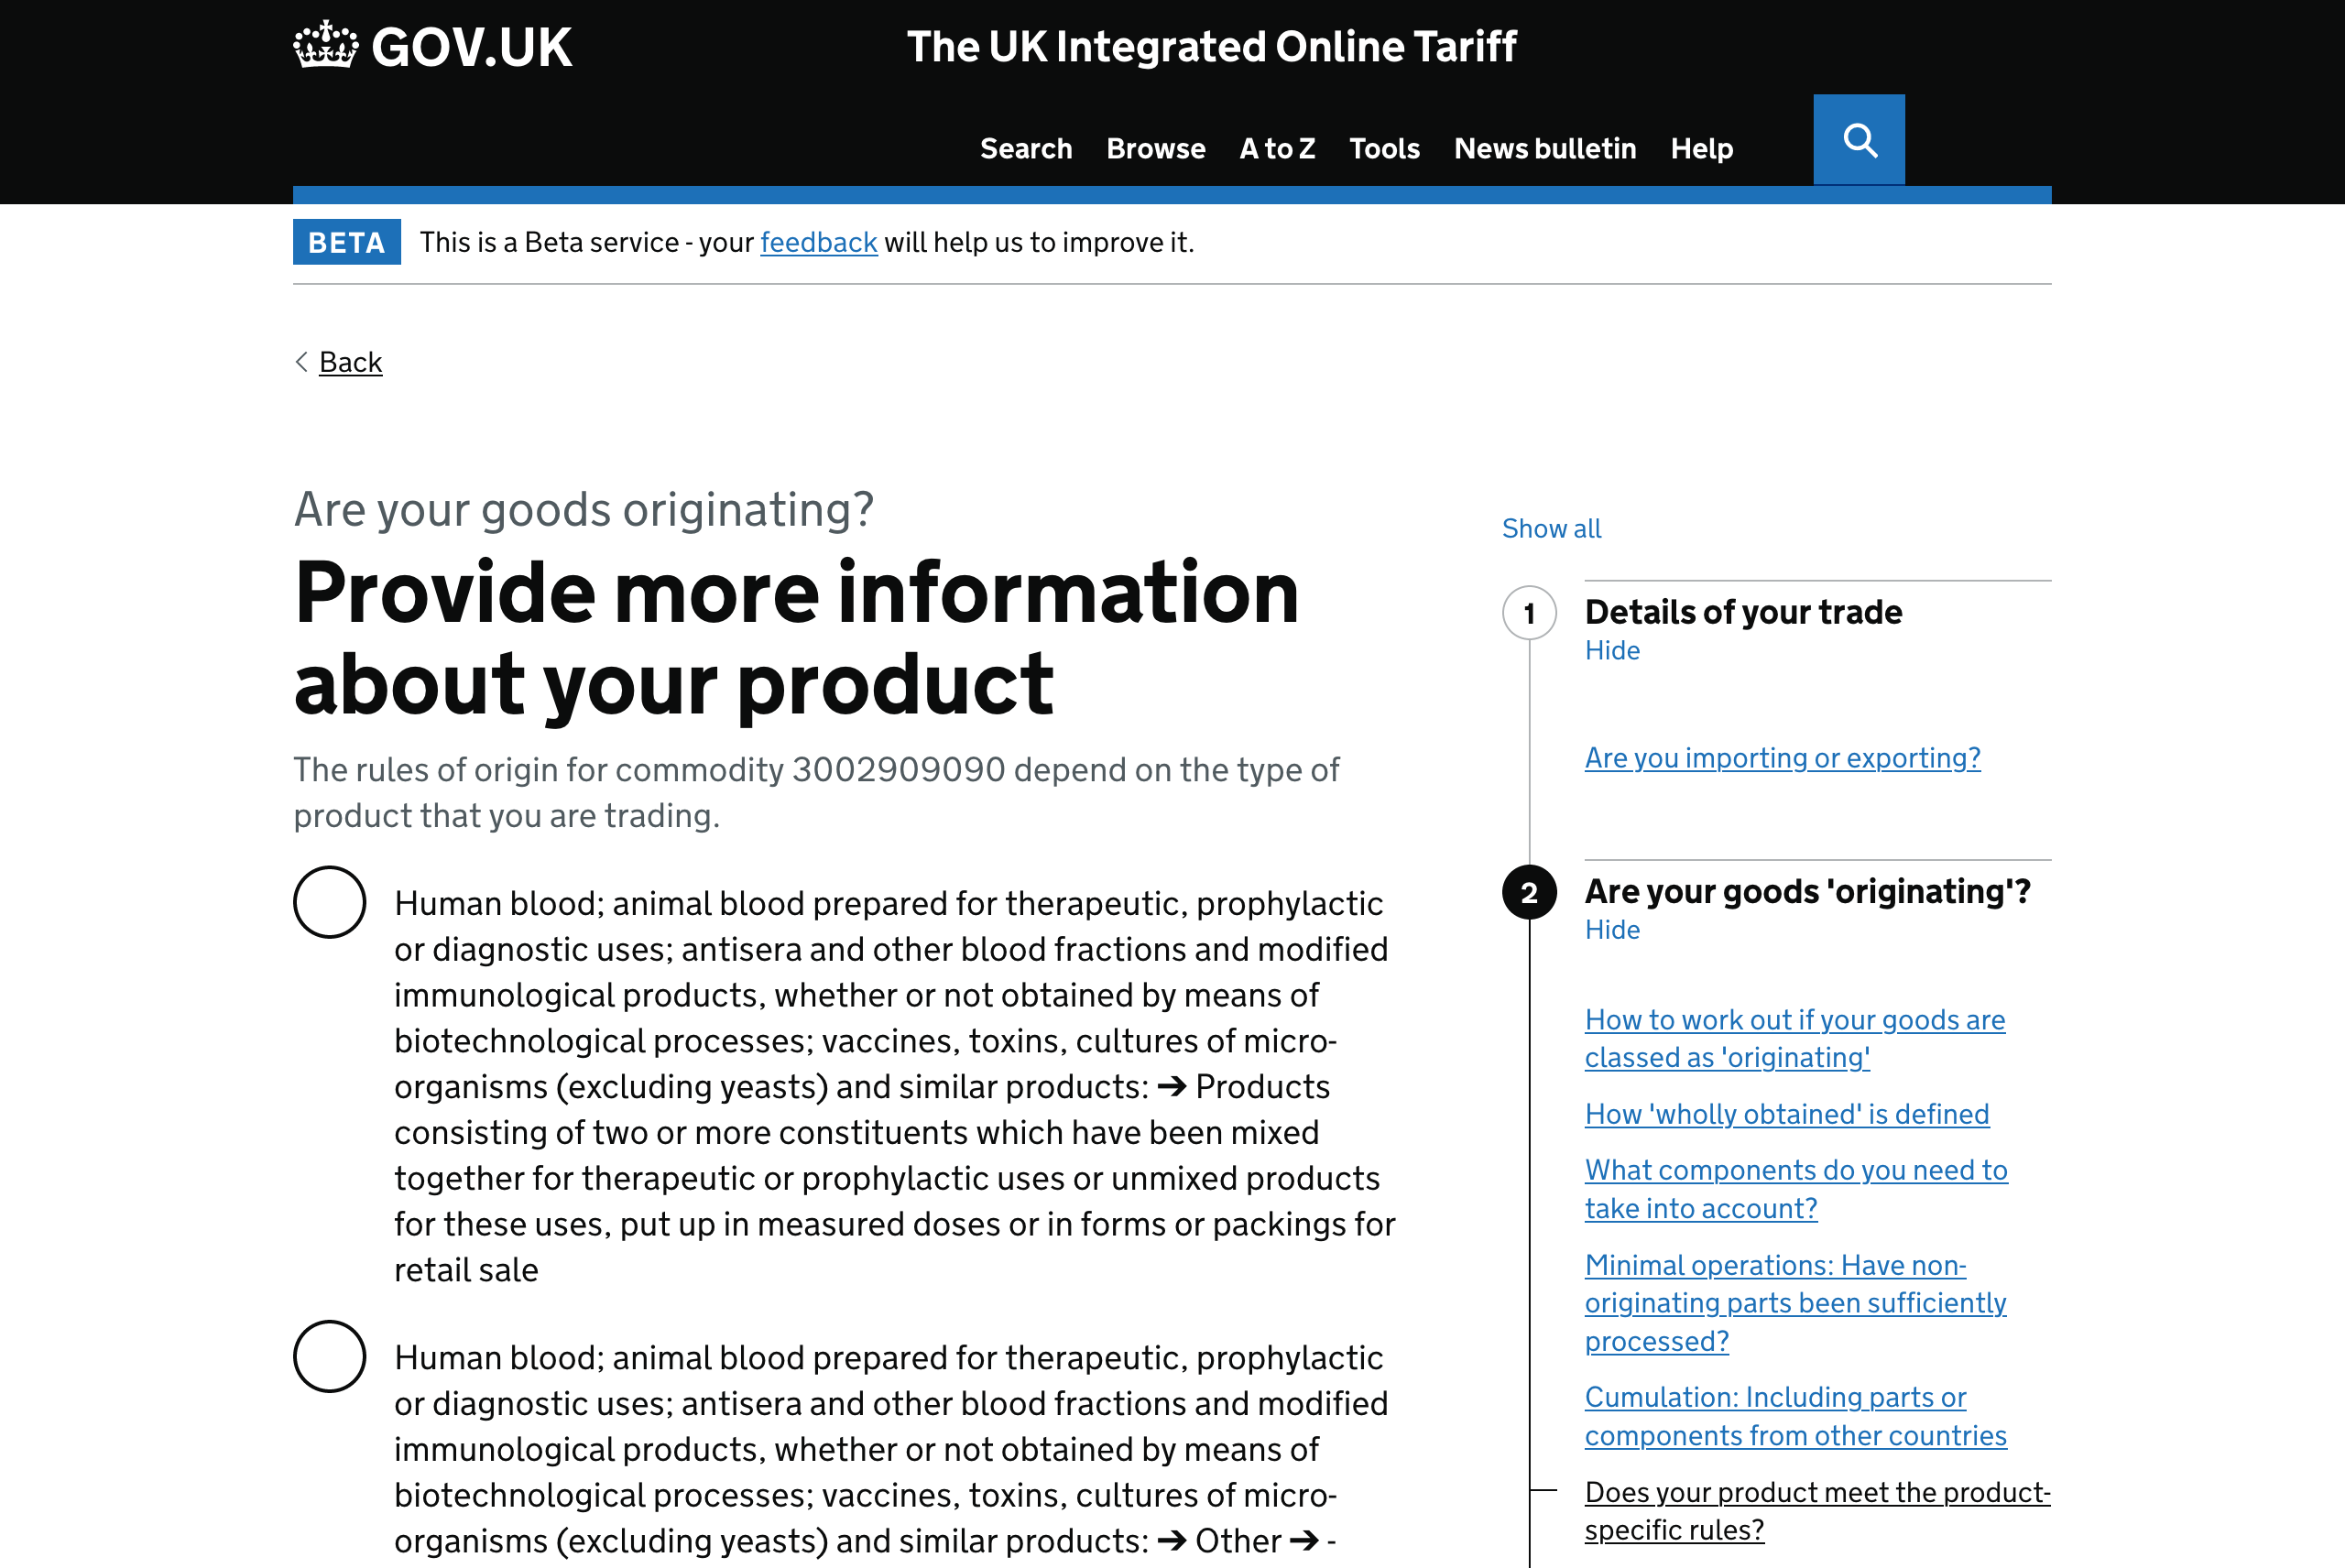 GOV.UK
The UK Integrated Online Tariff
Search Browse A to Z Tools News bulletin Help
BETA This is a Beta service - your feedback will help us to improve it.
Back
Are your goods originating?
Provide more information
about your product
The rules of origin for commodity 3002909090 depend on the type of
product that you are trading.
Human blood; animal blood prepared for therapeutic, prophylactic
or diagnostic uses; antisera and other blood fractions and modified
immunological products, whether or not obtained by means of
biotechnological processes; vaccines, toxins, cultures of micro-
organisms (excluding yeasts) and similar products: ➔ Products
consisting of two or more constituents which have been mixed
together for therapeutic or prophylactic uses or unmixed products
for these uses, put up in measured doses or in forms or packings for
retail sale
Human blood; animal blood prepared for therapeutic, prophylactic
or diagnostic uses; antisera and other blood fractions and modified
immunological products, whether or not obtained by means of
biotechnological processes; vaccines, toxins, cultures of micro-
organisms (excluding yeasts) and similar products: ➔ Other ➔ -
Show all
1 Details of your trade
Hide
Are you importing or exporting?
2 Are your goods 'originating'?
Hide
How to work out if your goods are
classed as 'originating'
How 'wholly obtained' is defined
What components do you need to
take into account?
Minimal operations: Have non-
originating parts been sufficiently
processed?
Cumulation: Including parts or
components from other countries
Does your product meet the product-
specific rules?